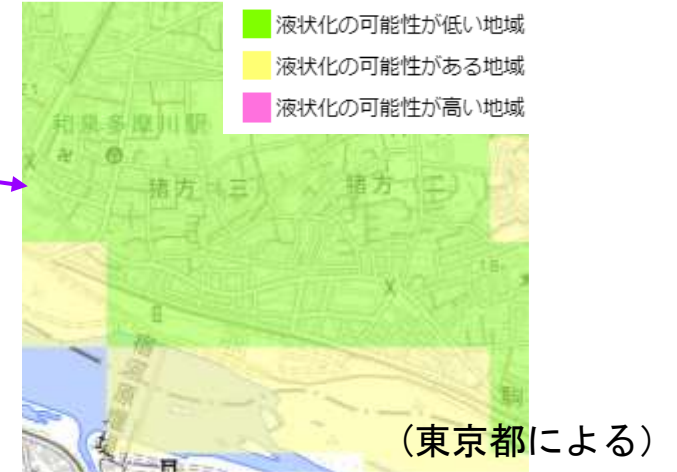 液状化の可能性が低い地域
液状化の可能性がある地域
液状化の可能性が高い地域
和泉多摩川駅
猪方(三)
猪方(二)
(東京都による)